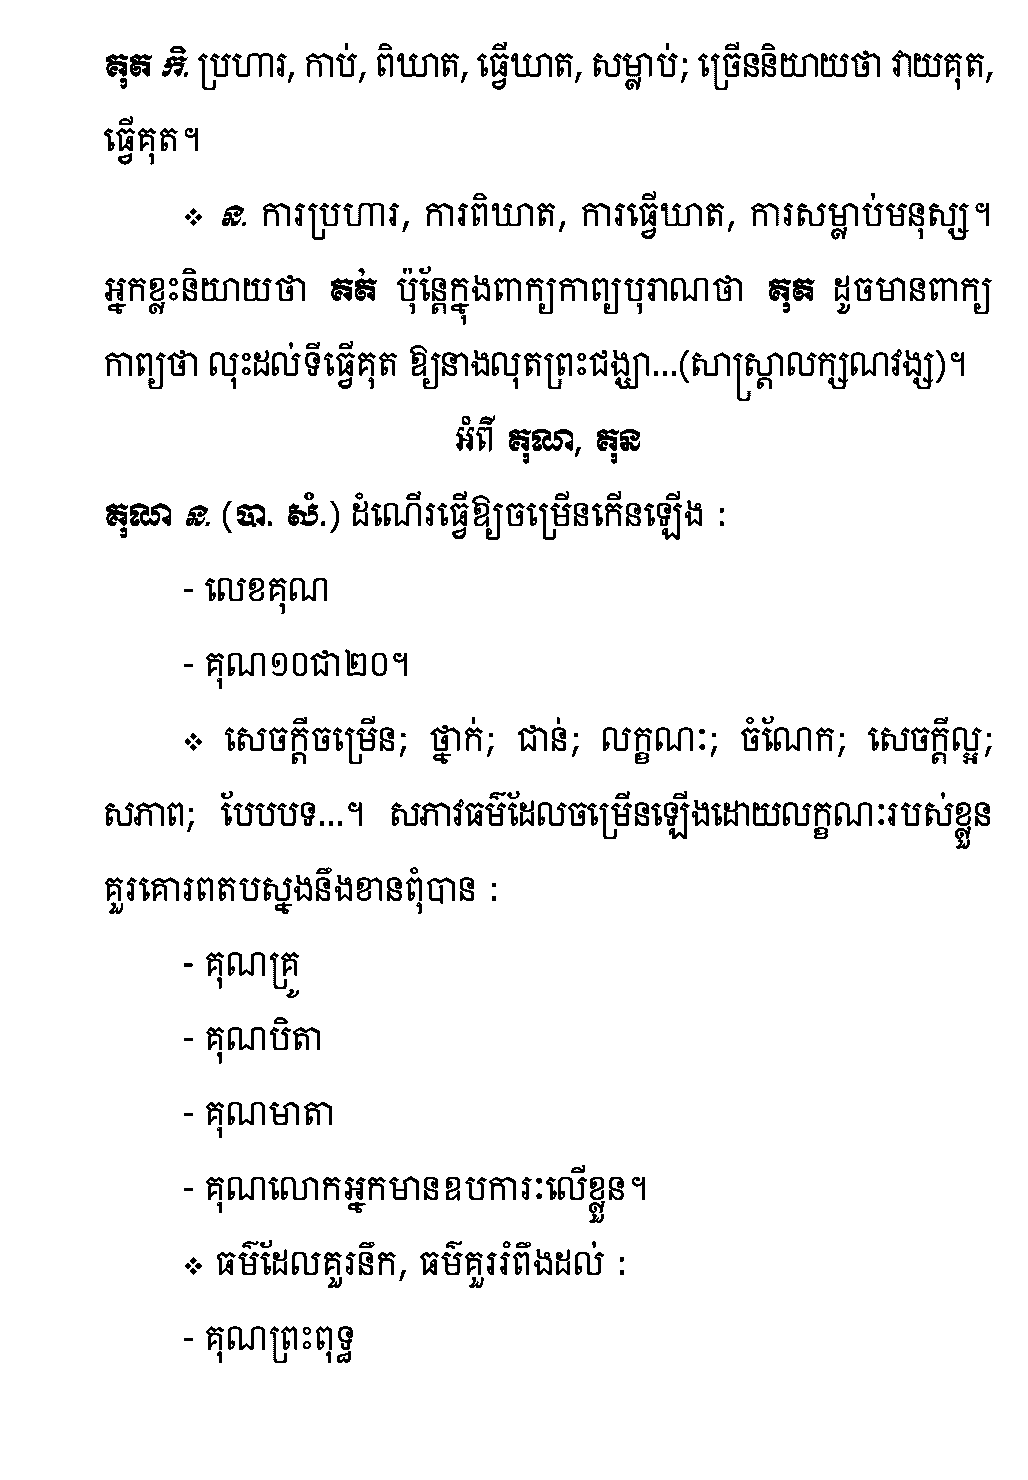 គុត កិ. ប្រហារ, កាប់, ពិឃាត, ធ្វើឃាត, សម្លាប់; ច្រើននិយាយថា វាយគុត,
ធ្វើគុត។
❖ ន. ការប្រហារ, ការពិឃាត, ការធ្វើឃាត, ការសម្លាប់មនុស្ស។
អ្នកខ្លះនិយាយថា គត់ ប៉ុន្តែក្នុងពាក្យកាព្យបុរាណថា គុត ដូចមានពាក្យ
កាព្យថា លុះដល់ទីធ្វើគុត ឱ្យនាងលុតព្រះជង្ឃា...(សាស្ត្រាលក្សណវង្ស)។
អំពី គុណ, គុន
គុណ ន. (បា. សំ.) ដំណើរធ្វើឱ្យចម្រើនកើនឡើង :
- លេខគុណ
- គុណ១០ជា២០។
❖ សេចក្ដីចម្រើន; ថ្នាក់; ជាន់; លក្ខណៈ; ចំណែក; សេចក្ដីល្អ;
សភាព; បែបបទ...។ សភាវធម៌ដែលចម្រើនឡើងដោយលក្ខណៈរបស់ខ្លួន
គួរគោរពតបស្នងនឹងខានពុំបាន :
- គុណគ្រូ
- គុណបិតា
- គុណមាតា
- គុណលោកអ្នកមានឧបការៈលើខ្លួន។
❖ ធម៌ដែលគួរនឹក, ធម៌គួររំពឹងដល់ :
- គុណព្រះពុទ្ធ